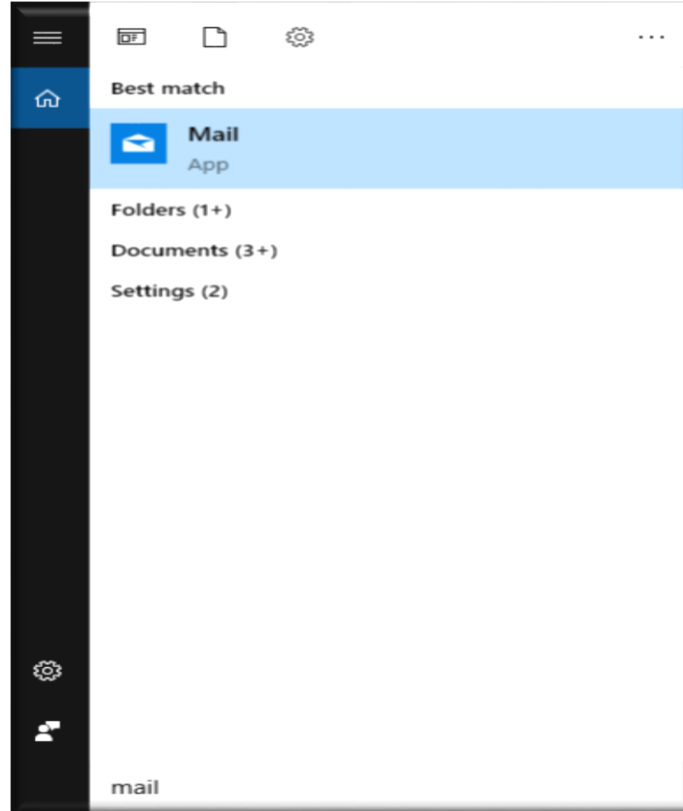 Best match
Mail
App
Folders (1+)
Documents (3+)
Settings (2)
mail